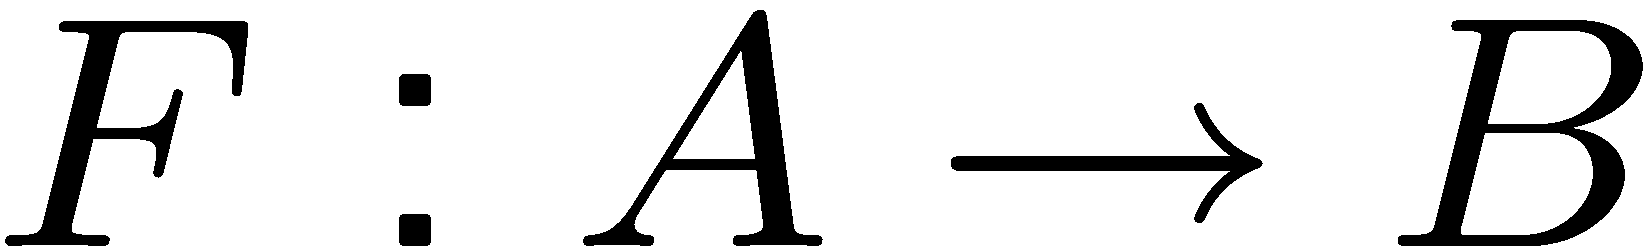 F : A → B